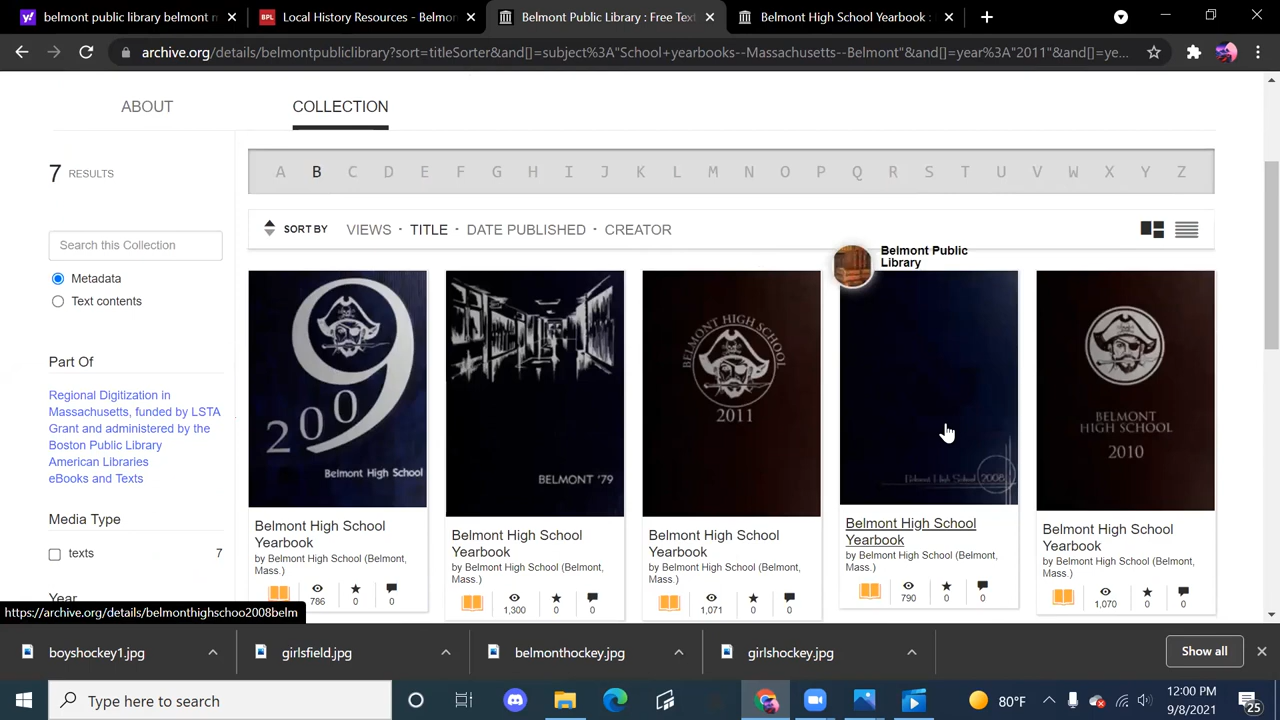 belmont public library belmont m
Local History Resources - Belmon
Belmont Public Library : Free Text
Belmont High School Yearbook :
archive.org/details/belmontpubliclibrary?sort=titleSorter&and[]=subject%3A"School+yearbooks--Massachusetts--Belmont"&and[]=year%3A"2011"&and[]=ye...
ABOUT
COLLECTION
7 RESULTS
A B C D E F G H I J K L M N O P Q R S T U V W X Y Z
SORT BY VIEWS · TITLE · DATE PUBLISHED · CREATOR
Search this Collection
Metadata
Text contents
Part Of
Regional Digitization in
Massachusetts, funded by LSTA
Grant and administered by the
Boston Public Library
American Libraries
eBooks and Texts
Media Type
texts 7
Year
2009
Belmont High School
Belmont High School
Yearbook
by Belmont High School (Belmont,
Mass.)
786 0 0
BELMONT '79
Belmont High School
Yearbook
by Belmont High School (Belmont,
Mass.)
1,300 0 0
BELMONT HIGH SCHOOL
2011
Belmont High School
Yearbook
by Belmont High School (Belmont,
Mass.)
1,071 0 0
Belmont Public
Library
Belmont High School 2008
Belmont High School
Yearbook
by Belmont High School (Belmont,
Mass.)
790 0 0
BELMONT
HIGH SCHOOL
2010
Belmont High School
Yearbook
by Belmont High School (Belmont,
Mass.)
1,070 0 0
https://archive.org/details/belmonthighschoo2008belm
boyshockey1.jpg
girlsfield.jpg
belmonthockey.jpg
girlshockey.jpg
Show all
Type here to search
80°F
12:00 PM
9/8/2021
25